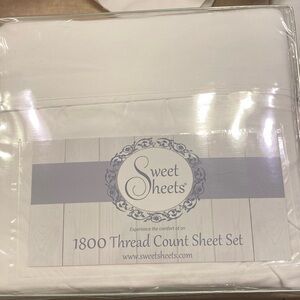 Sweet
Sheets®
Experience the comfort of an
1800 Thread Count Sheet Set
www.sweetsheets.com